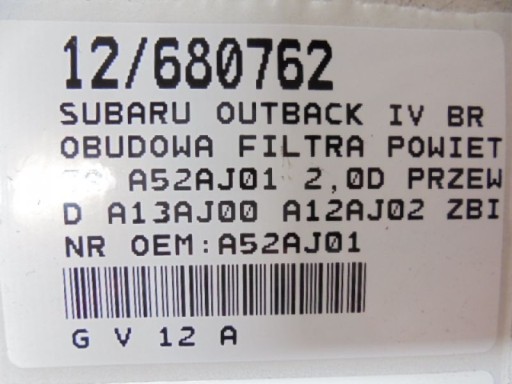 12/680762
SUBARU OUTBACK IV BR
OBUDOWA FILTRA POWIET
A52AJ01 2,0D PRZEW
D A13AJ00 A12AJ02 ZBI
NR OEM:A52AJ01
G V 12 A